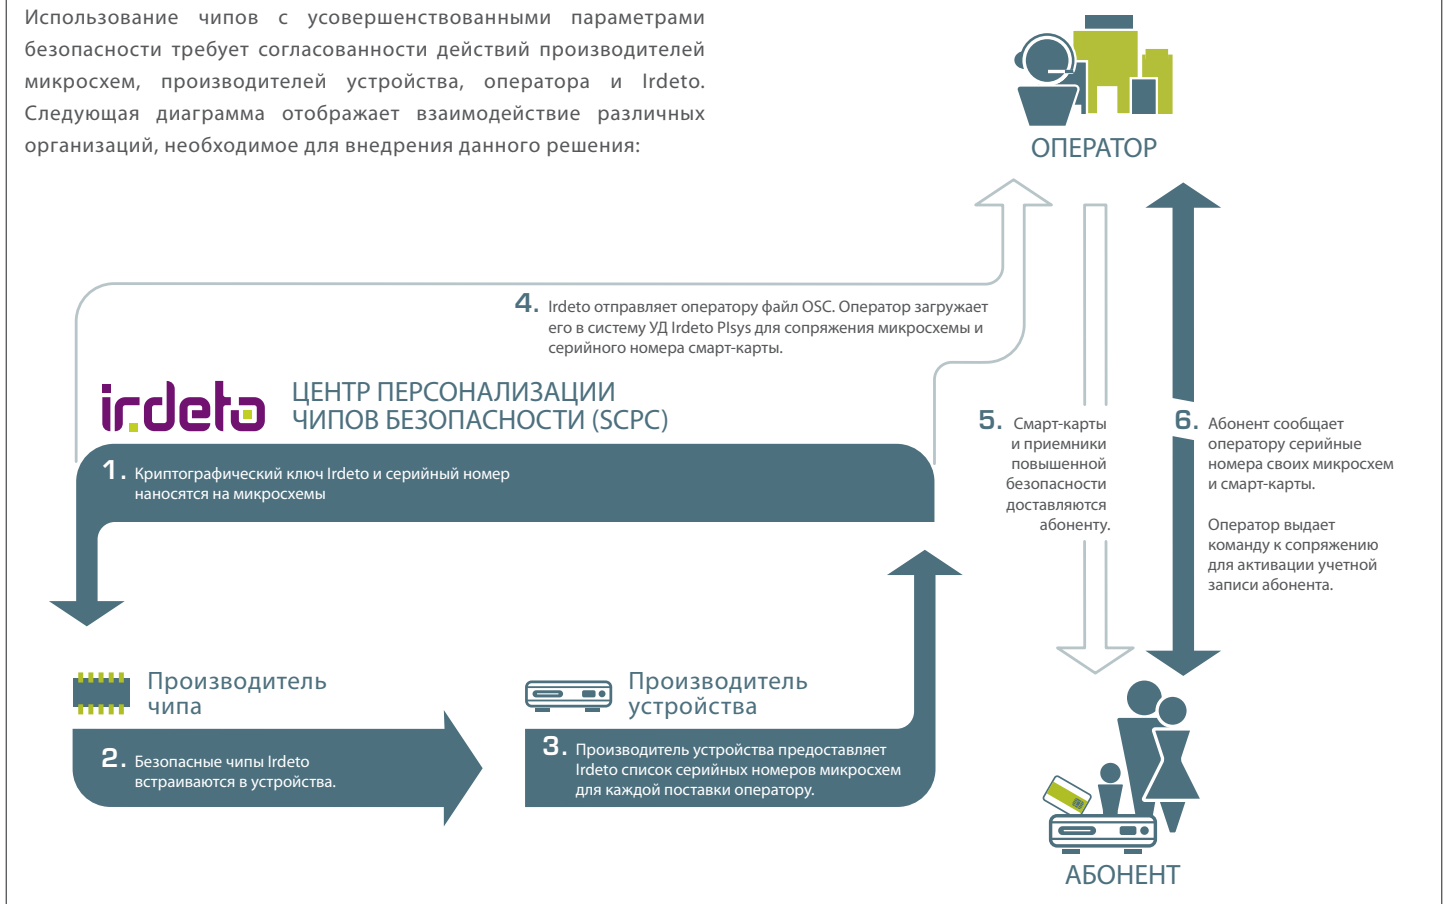 Использование чипов с усовершенствованными параметрами
безопасности требует согласованности действий производителей
микросхем, производителей устройства, оператора и Irdeto.
Следующая диаграмма отображает взаимодействие различных
организаций, необходимое для внедрения данного решения:
ОПЕРАТОР
4. Irdeto отправляет оператору файл OSC. Оператор загружает
его в систему УД Irdeto PIsys для сопряжения микросхемы и
серийного номера смарт-карты.
irdeto
ЦЕНТР ПЕРСОНАЛИЗАЦИИ
ЧИПОВ БЕЗОПАСНОСТИ (SCPC)
1. Криптографический ключ Irdeto и серийный номер
наносятся на микросхемы
5. Смарт-карты
и приемники
повышенной
безопасности
доставляются
абоненту.
6. Абонент сообщает
оператору серийные
номера своих микросхем
и смарт-карты.
Оператор выдает
команду к сопряжению
для активации учетной
записи абонента.
Производитель
чипа
2. Безопасные чипы Irdeto
встраиваются в устройства.
Производитель
устройства
3. Производитель устройства предоставляет
Irdeto список серийных номеров микросхем
для каждой поставки оператору.
АБОНЕНТ